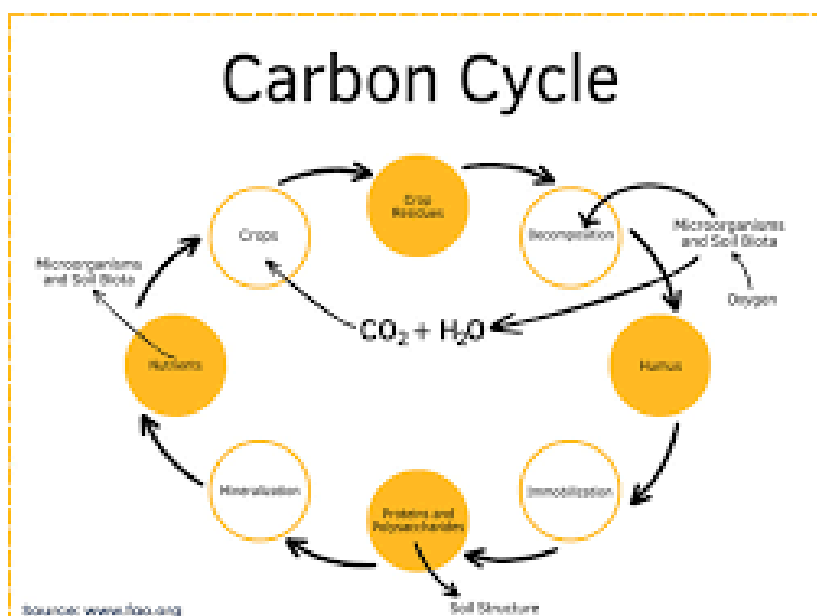 Carbon Cycle
Crop
Residues
Crops
Decomposition
Microorganisms
and Soil Biota
Microorganisms
and Soil Biota
Oxygen
CO₂ + H₂O
Nutrients
Humus
Mineralization
Immobilization
Proteins and
Polysaccharides
Soil Structure
Source: www.fao.org